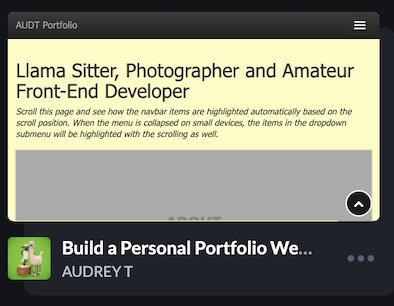 AUDT Portfolio
Llama Sitter, Photographer and Amateur
Front-End Developer
Scroll this page and see how the navbar items are highlighted automatically based on the
scroll position. When the menu is collapsed on small devices, the items in the dropdown
submenu will be highlighted with the scrolling as well.
ABOUT
Build a Personal Portfolio We...
AUDREY T